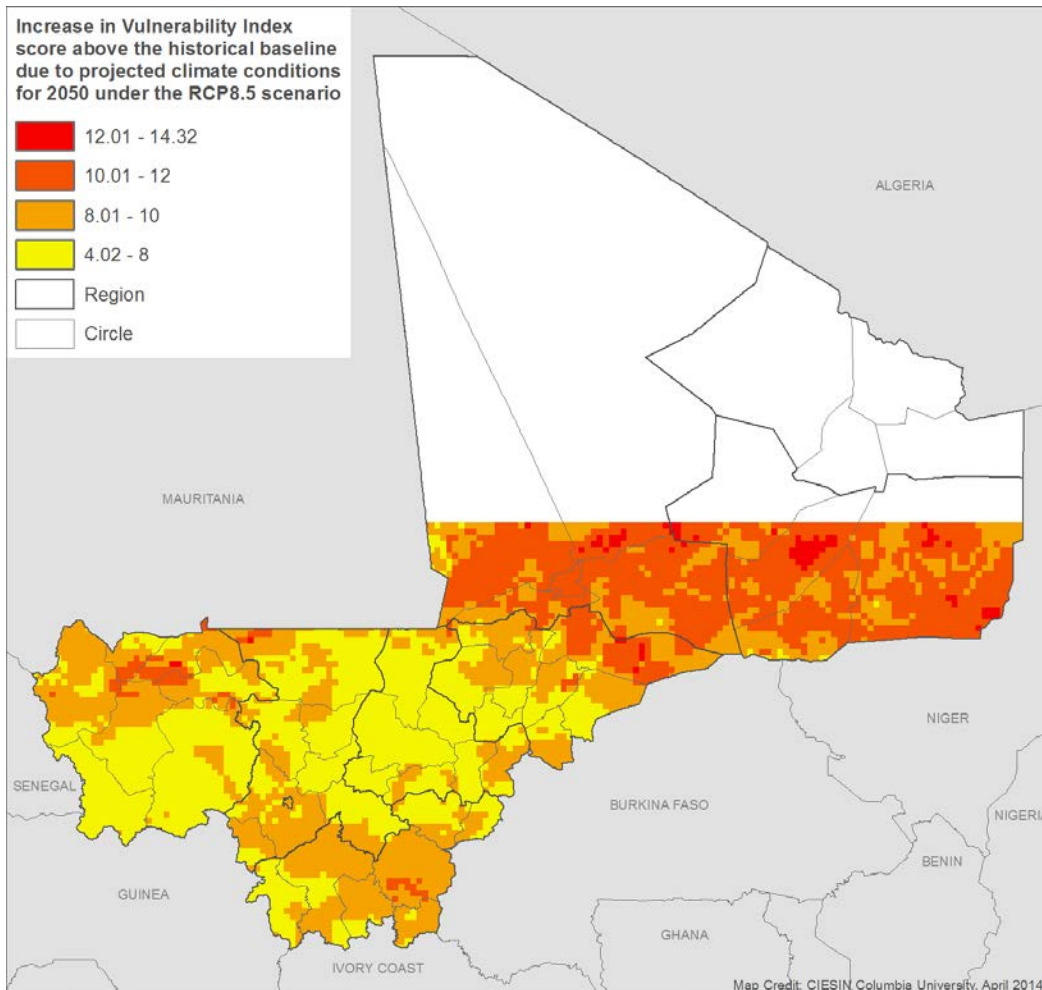 Increase in Vulnerability Index
score above the historical baseline
due to projected climate conditions
for 2050 under the RCP8.5 scenario
12.01 - 14.32
10.01 - 12
8.01 - 10
4.02 - 8
Region
Circle
ALGERIA
MAURITANIA
NIGER
SENEGAL
BURKINA FASO
NIGERIA
BENIN
GUINEA
GHANA
IVORY COAST
Map Credit: CIESIN Columbia University, April 2014